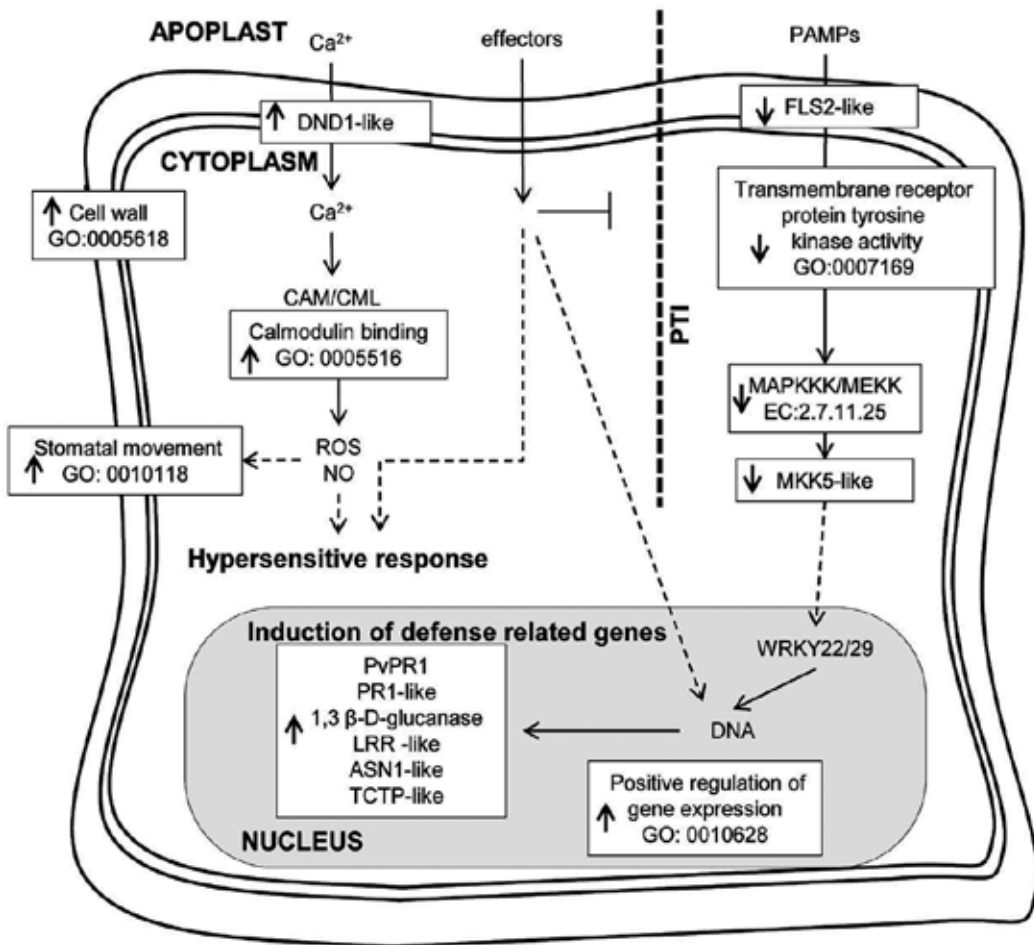 APOPLAST
Ca²⁺
effectors
PAMPs
DND1-like
FLS2-like
CYTOPLASM
Cell wall
GO:0005618
Ca²⁺
Transmembrane receptor
protein tyrosine
kinase activity
GO:0007169
CAM/CML
Calmodulin binding
GO: 0005516
PTI
MAPKKK/MEKK
EC:2.7.11.25
Stomatal movement
GO: 0010118
ROS
NO
MKK5-like
Hypersensitive response
Induction of defense related genes
PvPR1
PR1-like
1,3 β-D-glucanase
LRR -like
ASN1-like
TCTP-like
WRKY22/29
DNA
Positive regulation of
gene expression
GO: 0010628
NUCLEUS